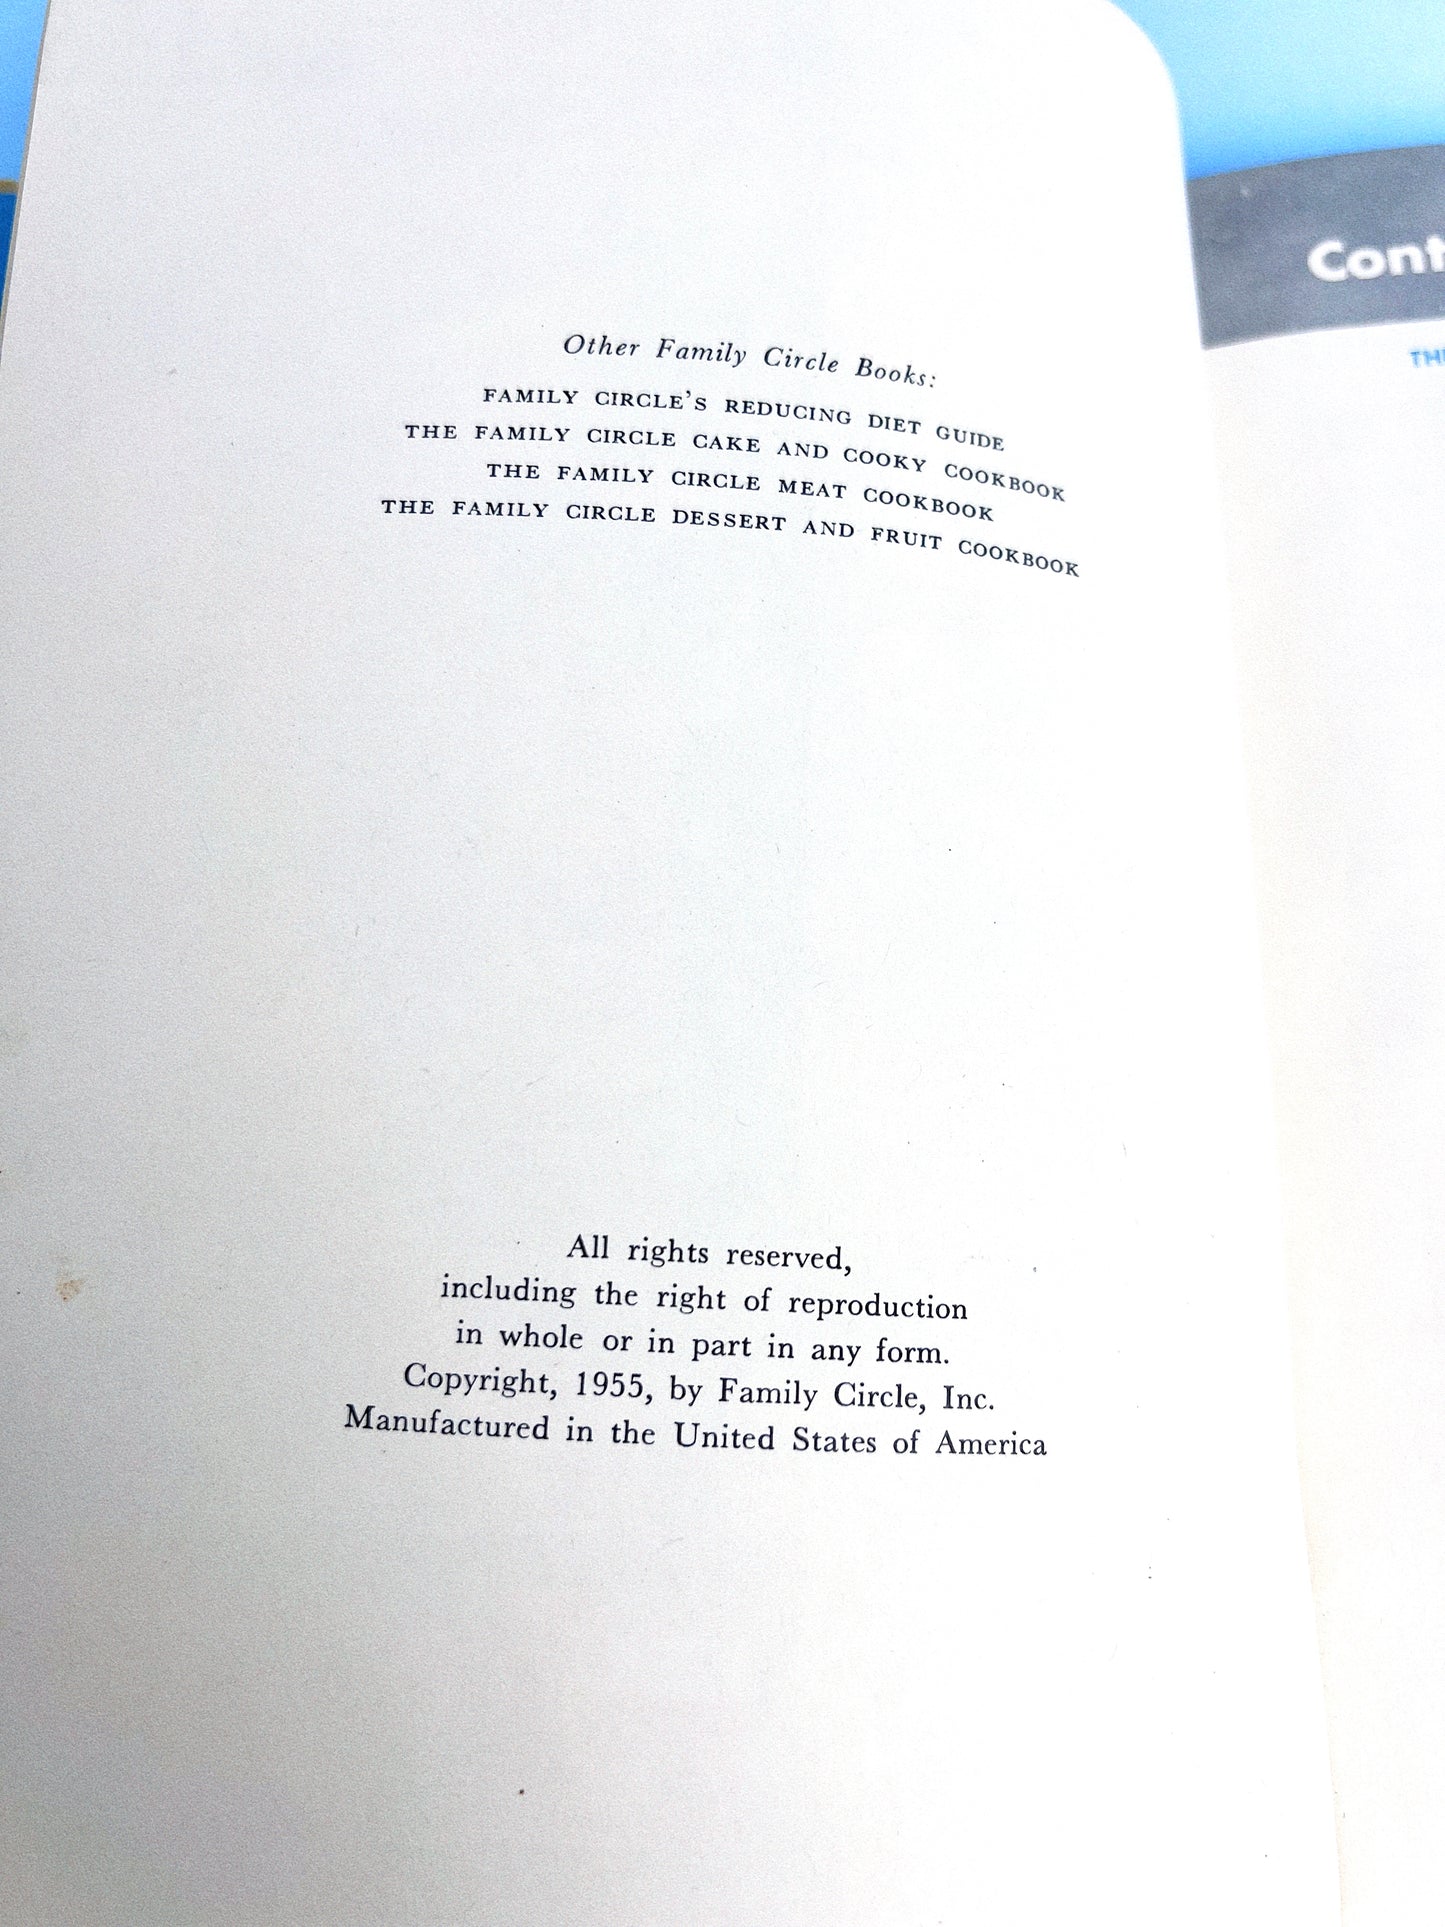 Other Family Circle Books:
FAMILY CIRCLE'S REDUCING DIET GUIDE
THE FAMILY CIRCLE CAKE AND COOKY COOKBOOK
THE FAMILY CIRCLE MEAT COOKBOOK
THE FAMILY CIRCLE DESSERT AND FRUIT COOKBOOK
All rights reserved,
including the right of reproduction
in whole or in part in any form.
Copyright, 1955, by Family Circle, Inc.
Manufactured in the United States of America
Cont